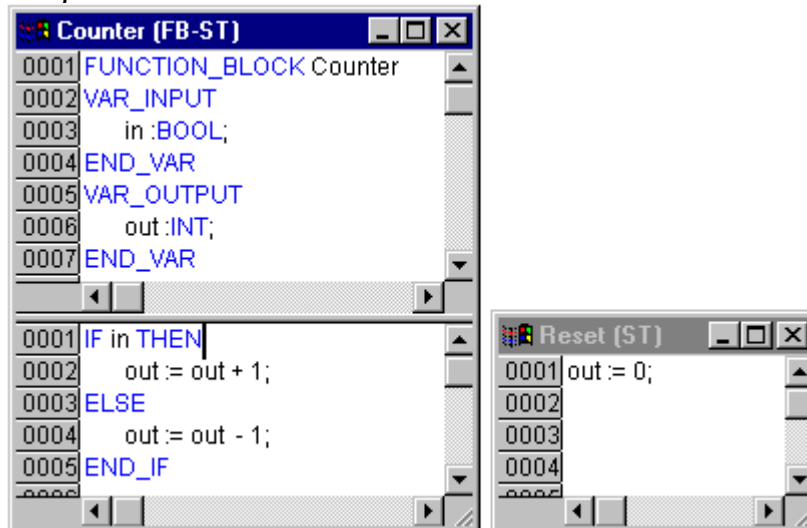 Counter (FB-ST)
0001 FUNCTION_BLOCK Counter
0002 VAR_INPUT
0003 in :BOOL;
0004 END_VAR
0005 VAR_OUTPUT
0006 out :INT;
0007 END_VAR
0001 IF in THEN
0002 out := out + 1;
0003 ELSE
0004 out := out - 1;
0005 END_IF
Reset (ST)
0001 out := 0;
0002
0003
0004